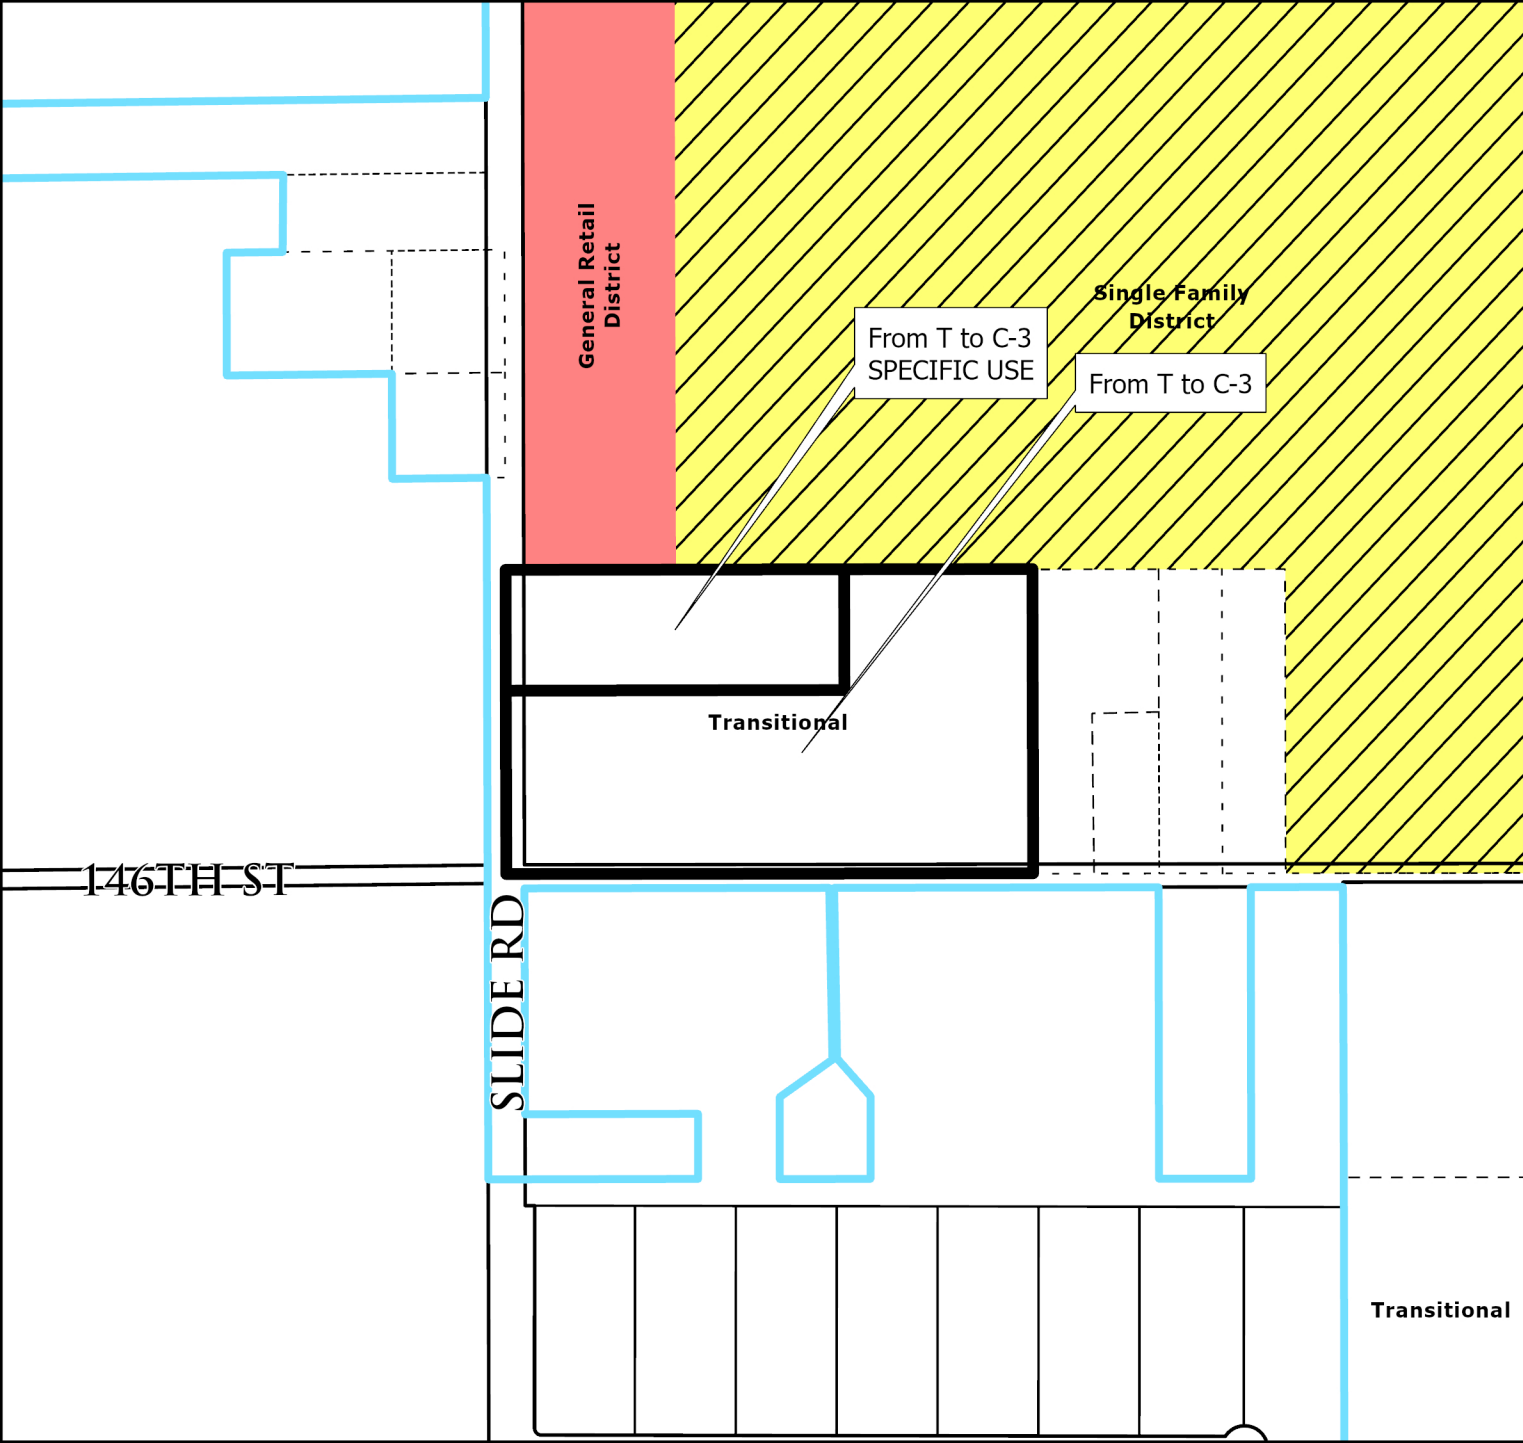 General Retail
District
Single Family
District
From T to C-3
SPECIFIC USE
From T to C-3
Transitional
146TH ST
SLIDE RD
Transitional